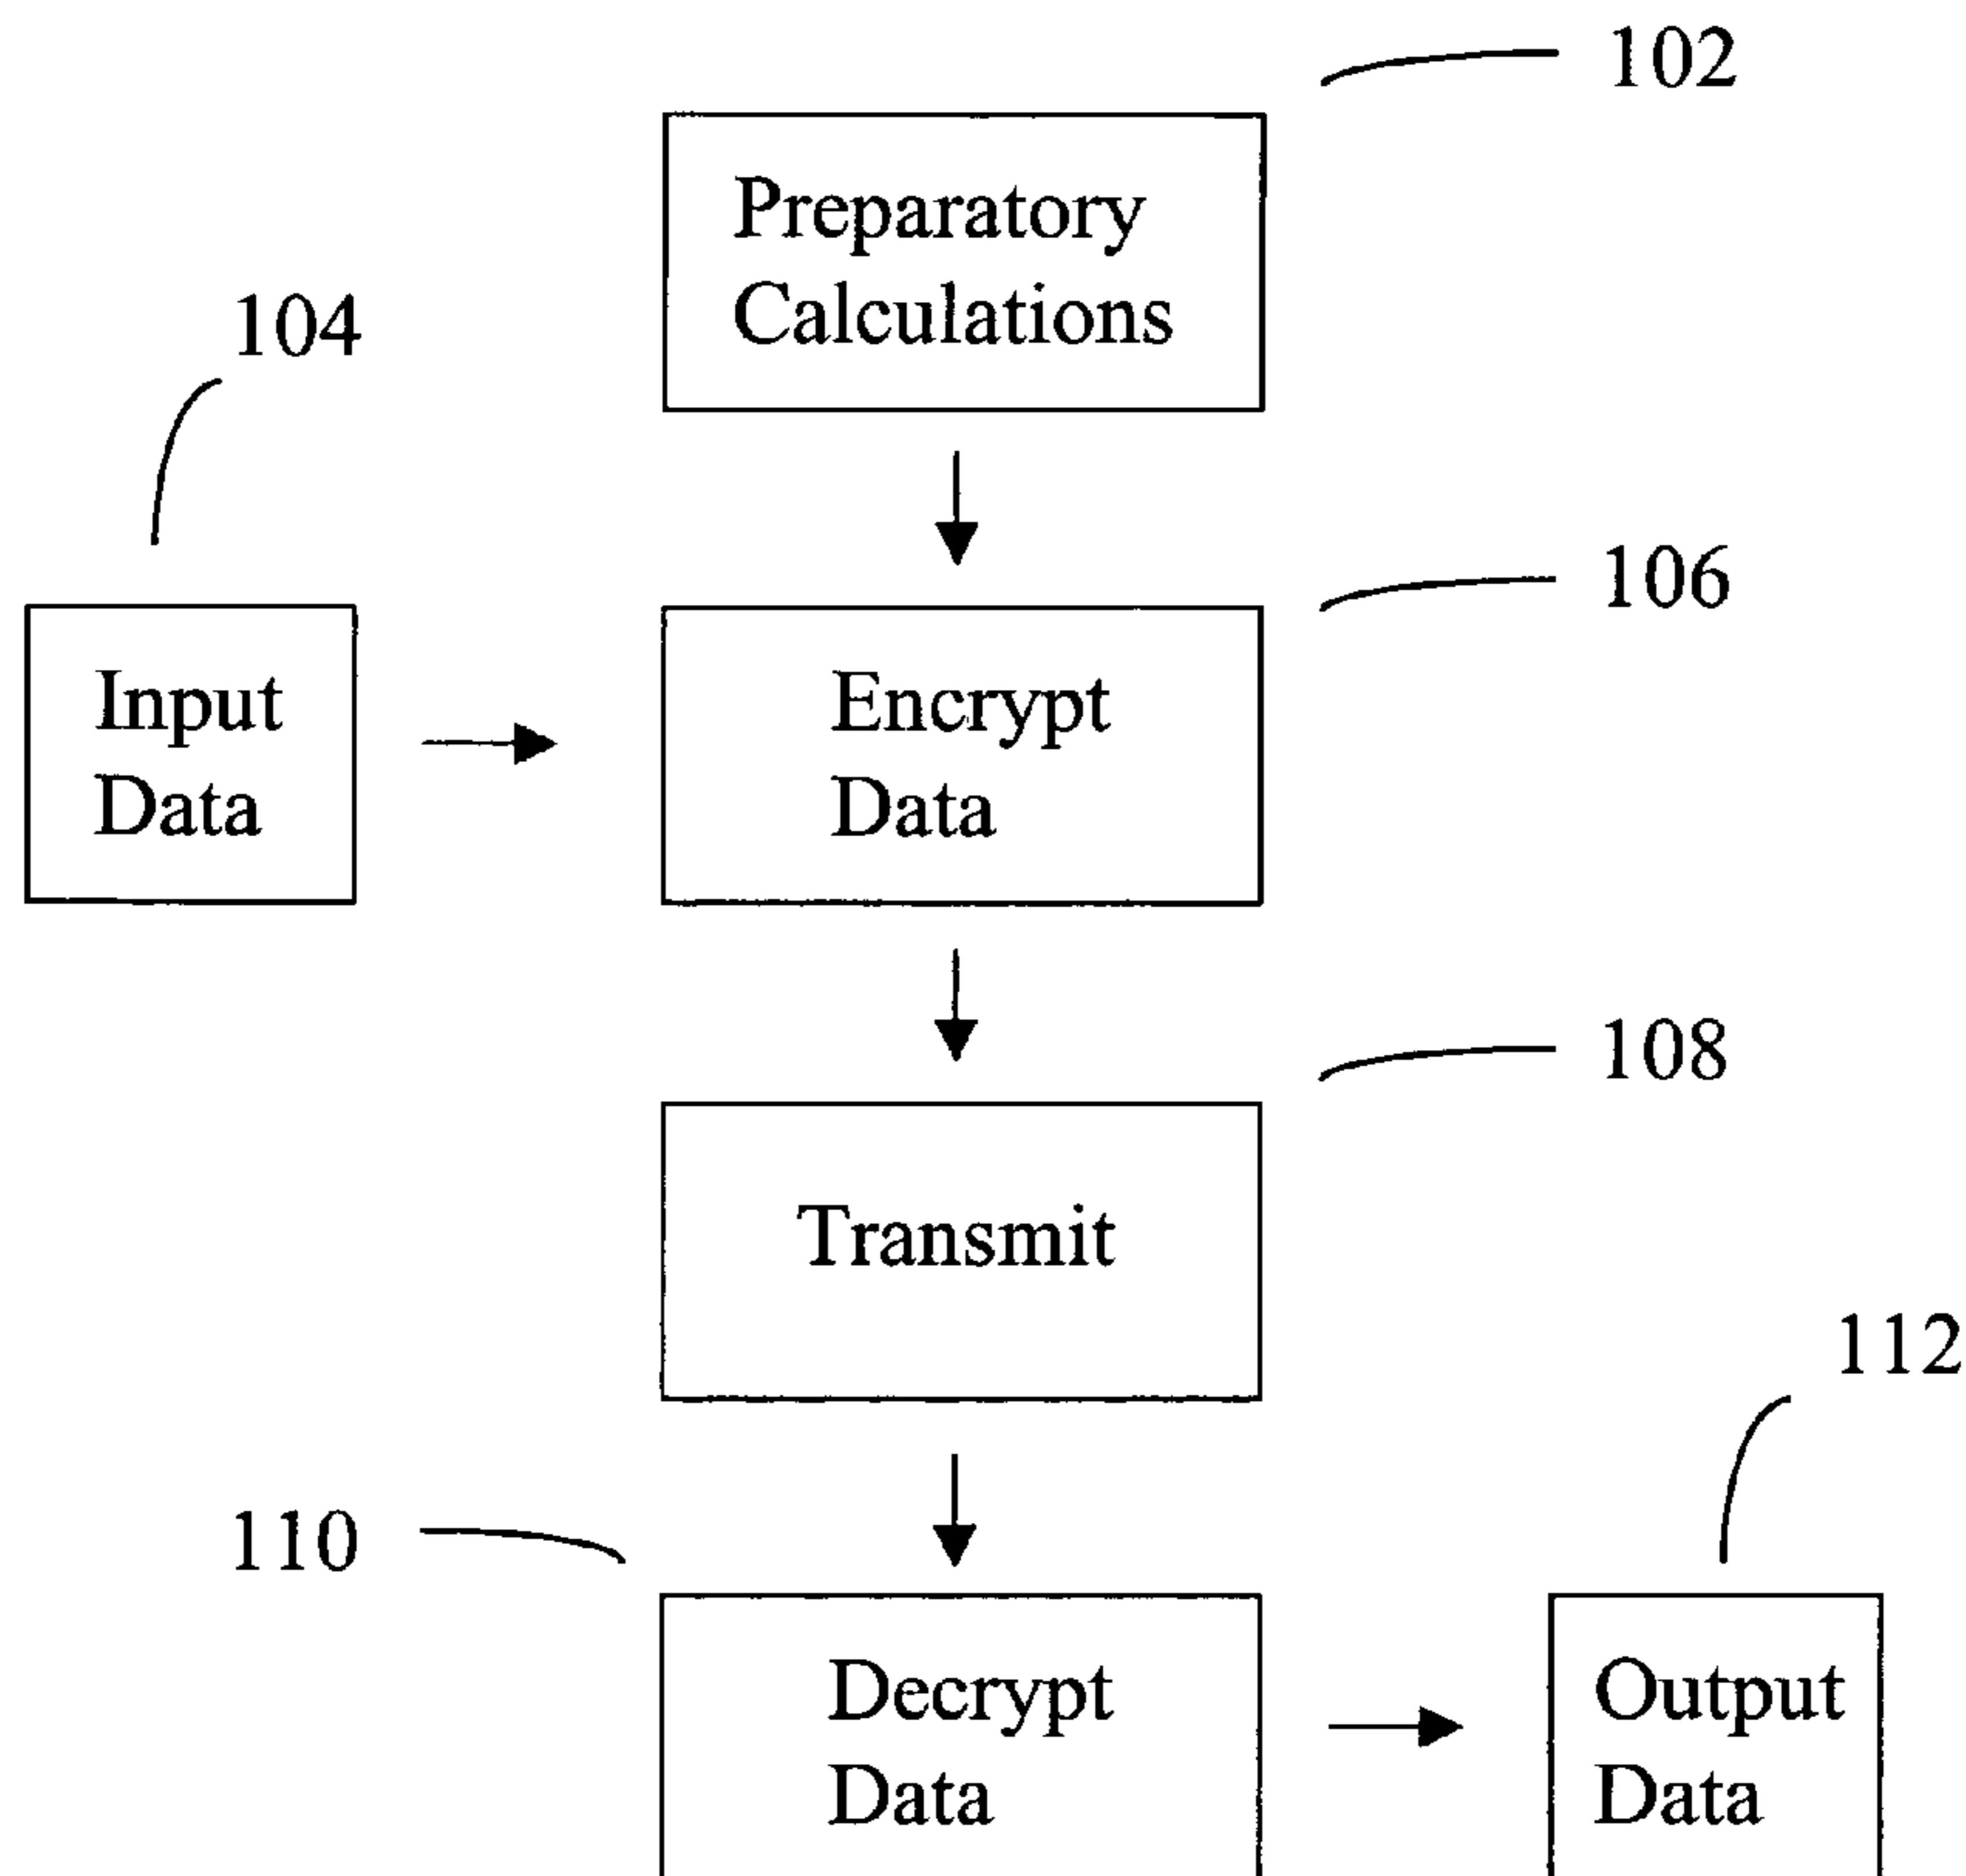 102
Preparatory
Calculations
104
106
Input
Data
Encrypt
Data
108
Transmit
112
110
Decrypt
Data
Output
Data